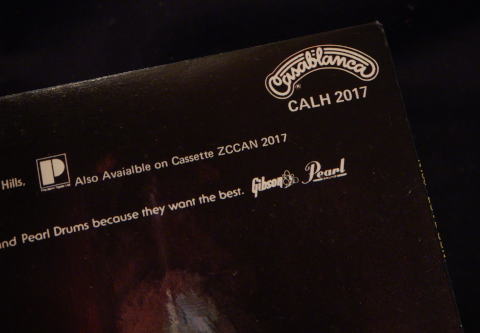 Casablanca
CALH 2017
Hills,
P
Also Avaialble on Cassette ZCCAN 2017
and Pearl Drums because they want the best.
Gibson
Pearl